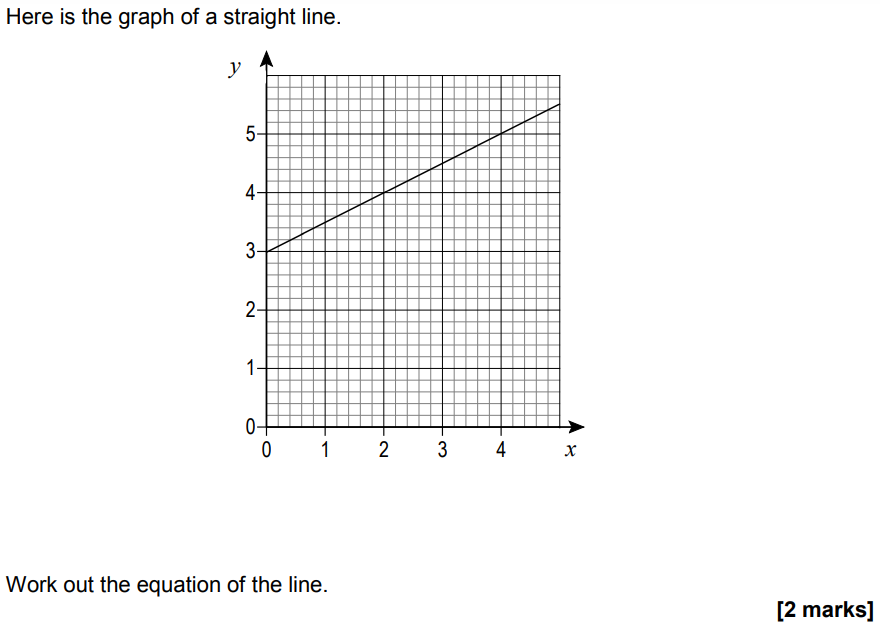 Here is the graph of a straight line.
y
5
4
3
2
1
0
0 1 2 3 4 x
Work out the equation of the line.
[2 marks]